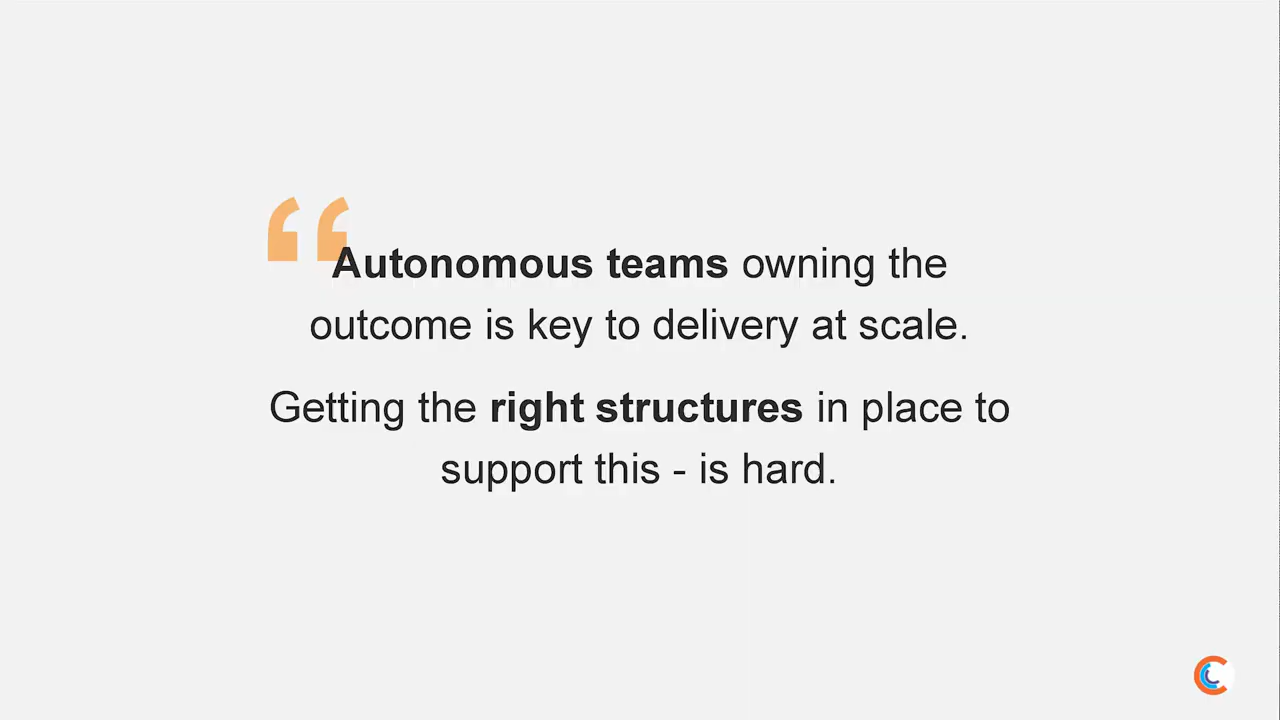 Autonomous teams owning the
outcome is key to delivery at scale.
Getting the right structures in place to
support this - is hard.